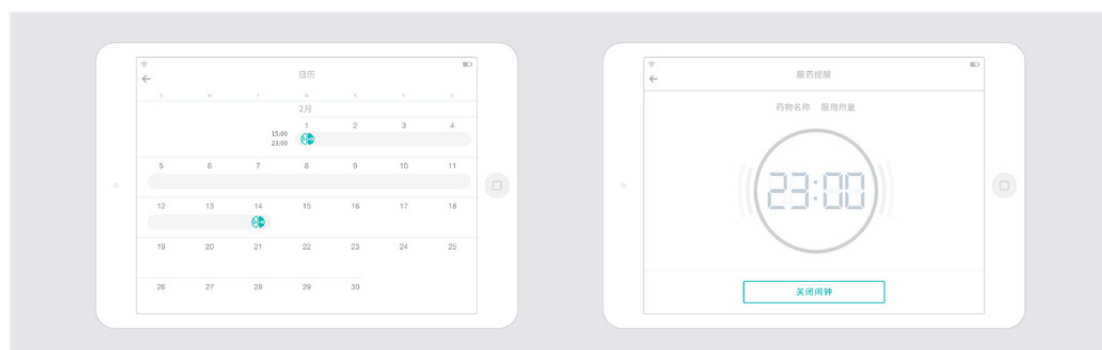 日历
S M T W T F S
2月
1 2 3 4
15:00
23:00
5 6 7 8 9 10 11
12 13 14 15 16 17 18
19 20 21 22 23 24 25
26 27 28 29 30
服药提醒
药物名称 服用剂量
23:00
关闭闹钟